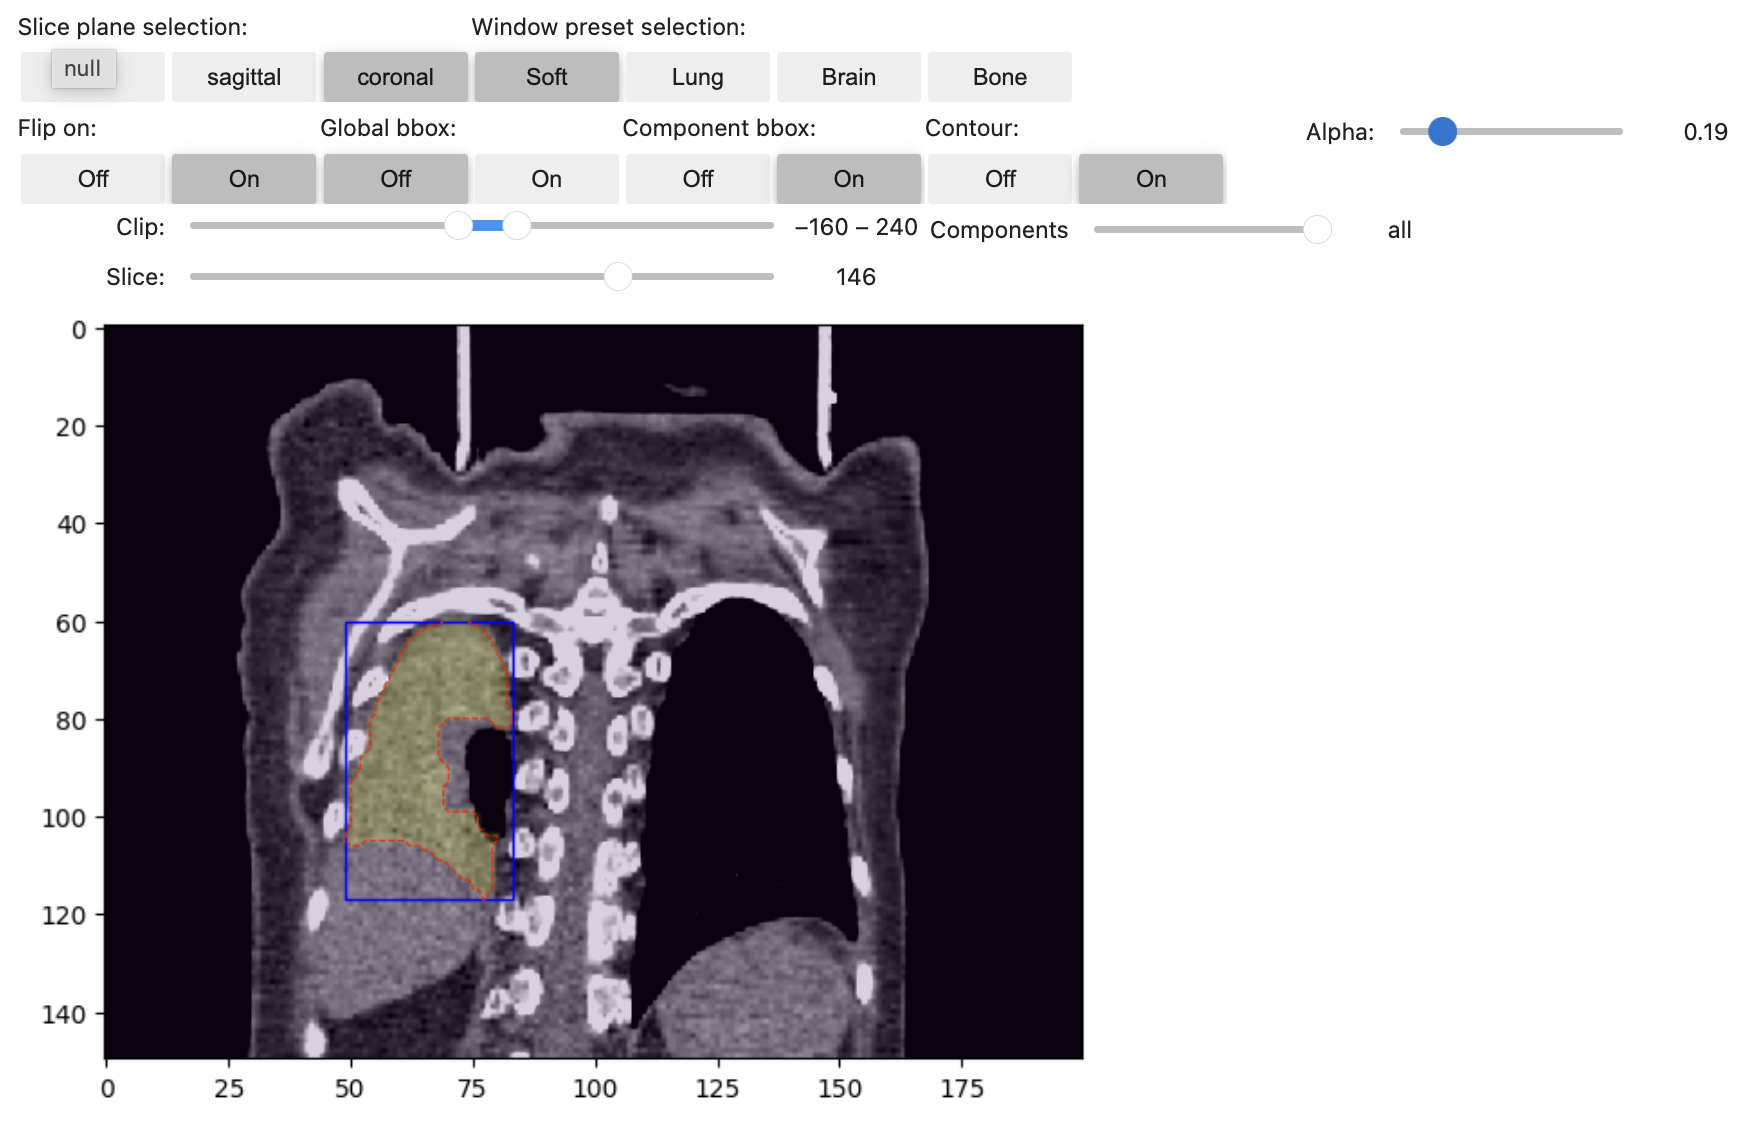 Slice plane selection: Window preset selection:
null sagittal coronal Soft Lung Brain Bone
Flip on: Global bbox: Component bbox: Contour: Alpha: 0.19
Off On Off On Off On Off On
Clip: −160 – 240 Components all
Slice: 146
0
20
40
60
80
100
120
140
0 25 50 75 100 125 150 175